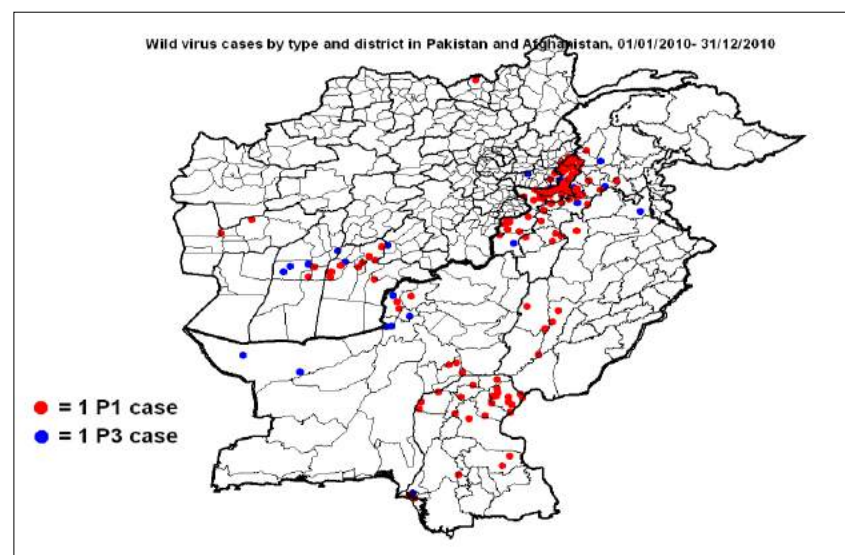 Wild virus cases by type and district in Pakistan and Afghanistan, 01/01/2010- 31/12/2010
= 1 P1 case
= 1 P3 case